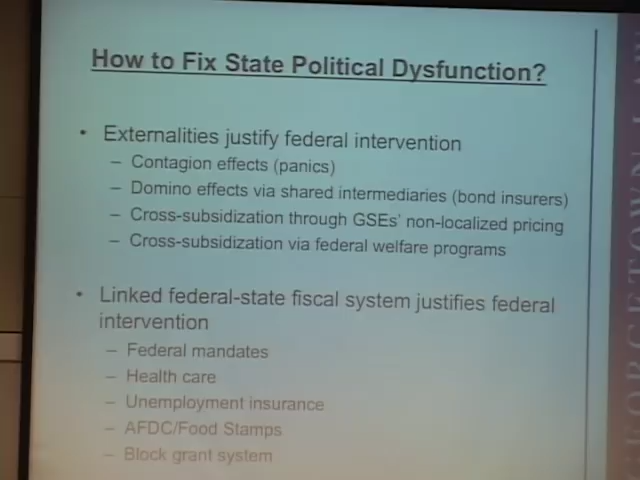 How to Fix State Political Dysfunction?
• Externalities justify federal intervention
– Contagion effects (panics)
– Domino effects via shared intermediaries (bond insurers)
– Cross-subsidization through GSEs' non-localized pricing
– Cross-subsidization via federal welfare programs
• Linked federal-state fiscal system justifies federal
intervention
– Federal mandates
– Health care
– Unemployment insurance
– AFDC/Food Stamps
– Block grant system
GEORGETOWN LAW